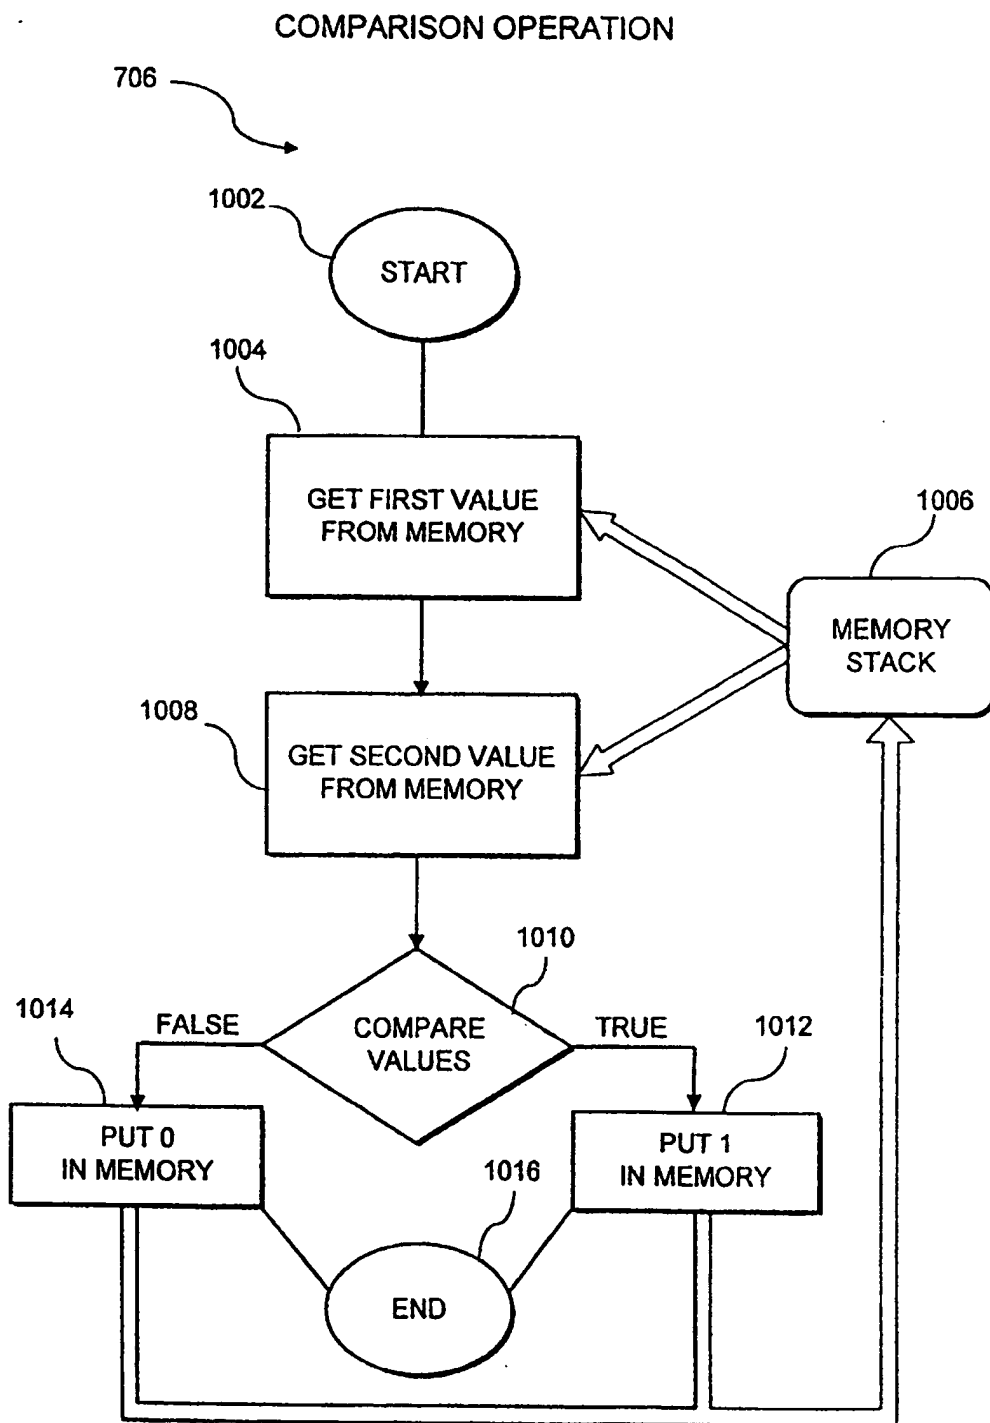 COMPARISON OPERATION
706
1002
START
1004
GET FIRST VALUE
FROM MEMORY
1006
MEMORY
STACK
1008
GET SECOND VALUE
FROM MEMORY
1010
COMPARE
VALUES
FALSE
TRUE
1014
1012
PUT 0
IN MEMORY
PUT 1
IN MEMORY
1016
END